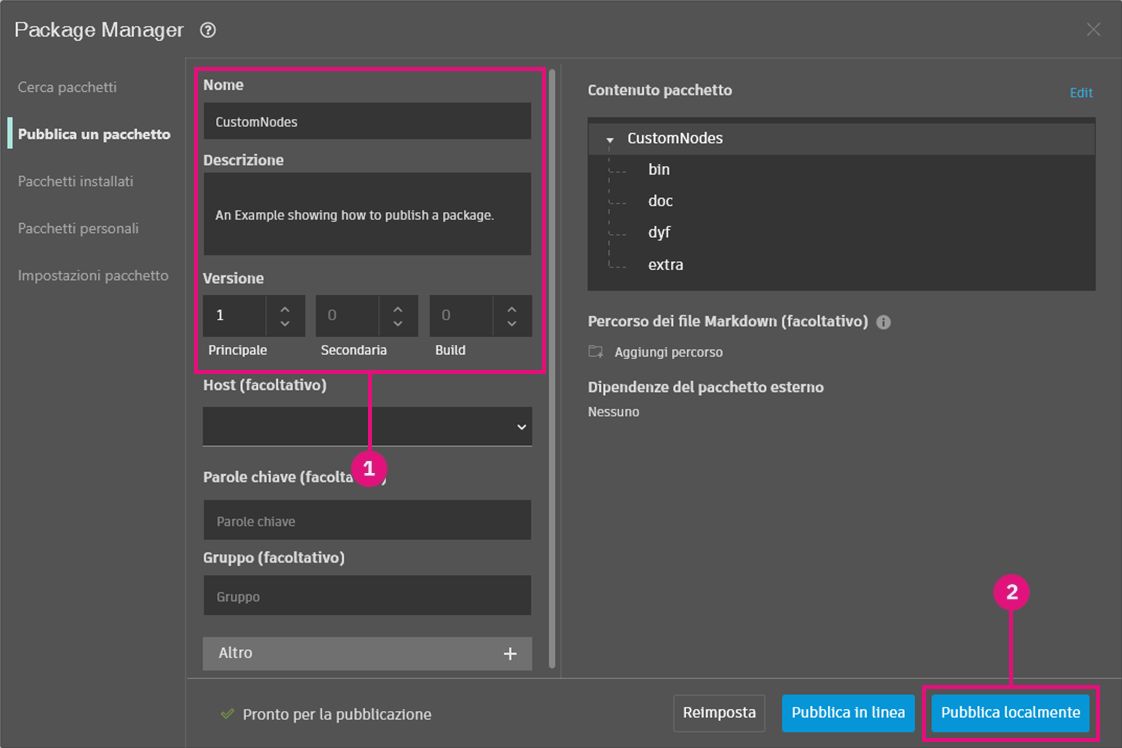 Package Manager ?
Cerca pacchetti
Pubblica un pacchetto
Pacchetti installati
Pacchetti personali
Impostazioni pacchetto
Nome
CustomNodes
Descrizione
An Example showing how to publish a package.
Versione
1 0 0
Principale Secondaria Build
Host (facoltativo)
1
Parole chiave (facolta
Parole chiave
Gruppo (facoltativo)
Gruppo
Altro +
Contenuto pacchetto Edit
CustomNodes
bin
doc
dyf
extra
Percorso dei file Markdown (facoltativo) i
Aggiungi percorso
Dipendenze del pacchetto esterno
Nessuno
2
Pronto per la pubblicazione
Reimposta Pubblica in linea Pubblica localmente